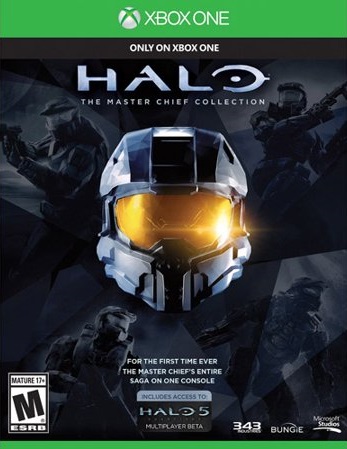 XBOX ONE
ONLY ON XBOX ONE
HALO
THE MASTER CHIEF COLLECTION
FOR THE FIRST TIME EVER
THE MASTER CHIEF'S ENTIRE
SAGA ON ONE CONSOLE
INCLUDES ACCESS TO:
HALO 5
GUARDIANS
MULTIPLAYER BETA
MATURE 17+
M
ESRB
343
INDUSTRIES
BUNGIE
Microsoft
Studios